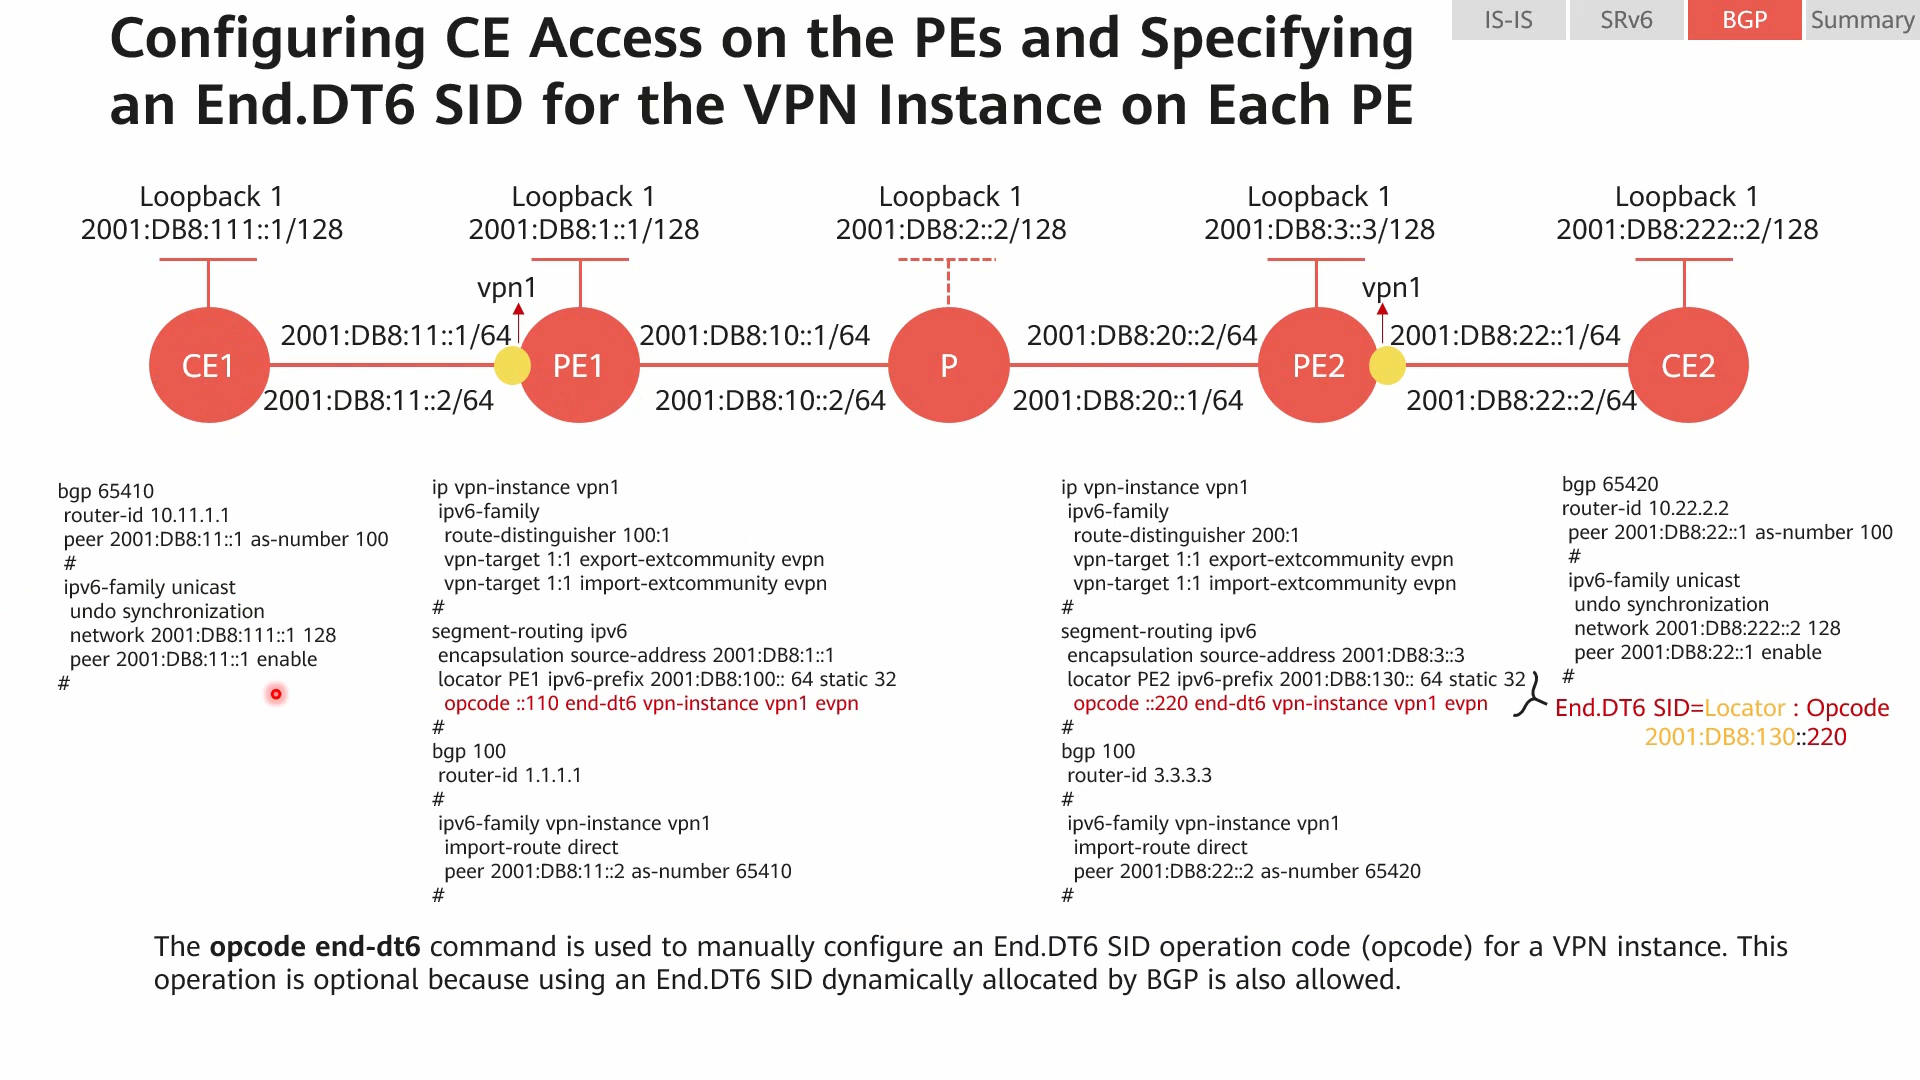 IS-IS
SRv6
BGP
Summary
Configuring CE Access on the PEs and Specifying
an End.DT6 SID for the VPN Instance on Each PE
Loopback 1
2001:DB8:111::1/128
Loopback 1
2001:DB8:1::1/128
Loopback 1
2001:DB8:2::2/128
Loopback 1
2001:DB8:3::3/128
Loopback 1
2001:DB8:222::2/128
vpn1
vpn1
2001:DB8:11::1/64
2001:DB8:10::1/64
2001:DB8:20::2/64
2001:DB8:22::1/64
CE1
PE1
P
PE2
CE2
2001:DB8:11::2/64
2001:DB8:10::2/64
2001:DB8:20::1/64
2001:DB8:22::2/64
bgp 65410
router-id 10.11.1.1
peer 2001:DB8:11::1 as-number 100
#
ipv6-family unicast
undo synchronization
network 2001:DB8:111::1 128
peer 2001:DB8:11::1 enable
#
ip vpn-instance vpn1
ipv6-family
route-distinguisher 100:1
vpn-target 1:1 export-extcommunity evpn
vpn-target 1:1 import-extcommunity evpn
#
segment-routing ipv6
encapsulation source-address 2001:DB8:1::1
locator PE1 ipv6-prefix 2001:DB8:100:: 64 static 32
opcode ::110 end-dt6 vpn-instance vpn1 evpn
#
bgp 100
router-id 1.1.1.1
#
ipv6-family vpn-instance vpn1
import-route direct
peer 2001:DB8:11::2 as-number 65410
#
ip vpn-instance vpn1
ipv6-family
route-distinguisher 200:1
vpn-target 1:1 export-extcommunity evpn
vpn-target 1:1 import-extcommunity evpn
#
segment-routing ipv6
encapsulation source-address 2001:DB8:3::3
locator PE2 ipv6-prefix 2001:DB8:130:: 64 static 32
opcode ::220 end-dt6 vpn-instance vpn1 evpn
#
bgp 100
router-id 3.3.3.3
#
ipv6-family vpn-instance vpn1
import-route direct
peer 2001:DB8:22::2 as-number 65420
#
bgp 65420
router-id 10.22.2.2
peer 2001:DB8:22::1 as-number 100
#
ipv6-family unicast
undo synchronization
network 2001:DB8:222::2 128
peer 2001:DB8:22::1 enable
#
End.DT6 SID=Locator : Opcode
2001:DB8:130::220
The opcode end-dt6 command is used to manually configure an End.DT6 SID operation code (opcode) for a VPN instance. This
operation is optional because using an End.DT6 SID dynamically allocated by BGP is also allowed.